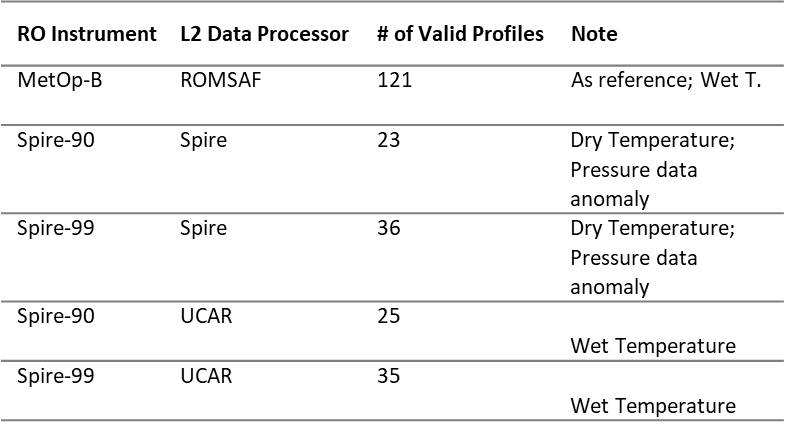 RO Instrument L2 Data Processor # of Valid Profiles Note
MetOp-B ROMSAF 121 As reference; Wet T.
Spire-90 Spire 23 Dry Temperature;
Pressure data
anomaly
Spire-99 Spire 36 Dry Temperature;
Pressure data
anomaly
Spire-90 UCAR 25
Wet Temperature
Spire-99 UCAR 35
Wet Temperature